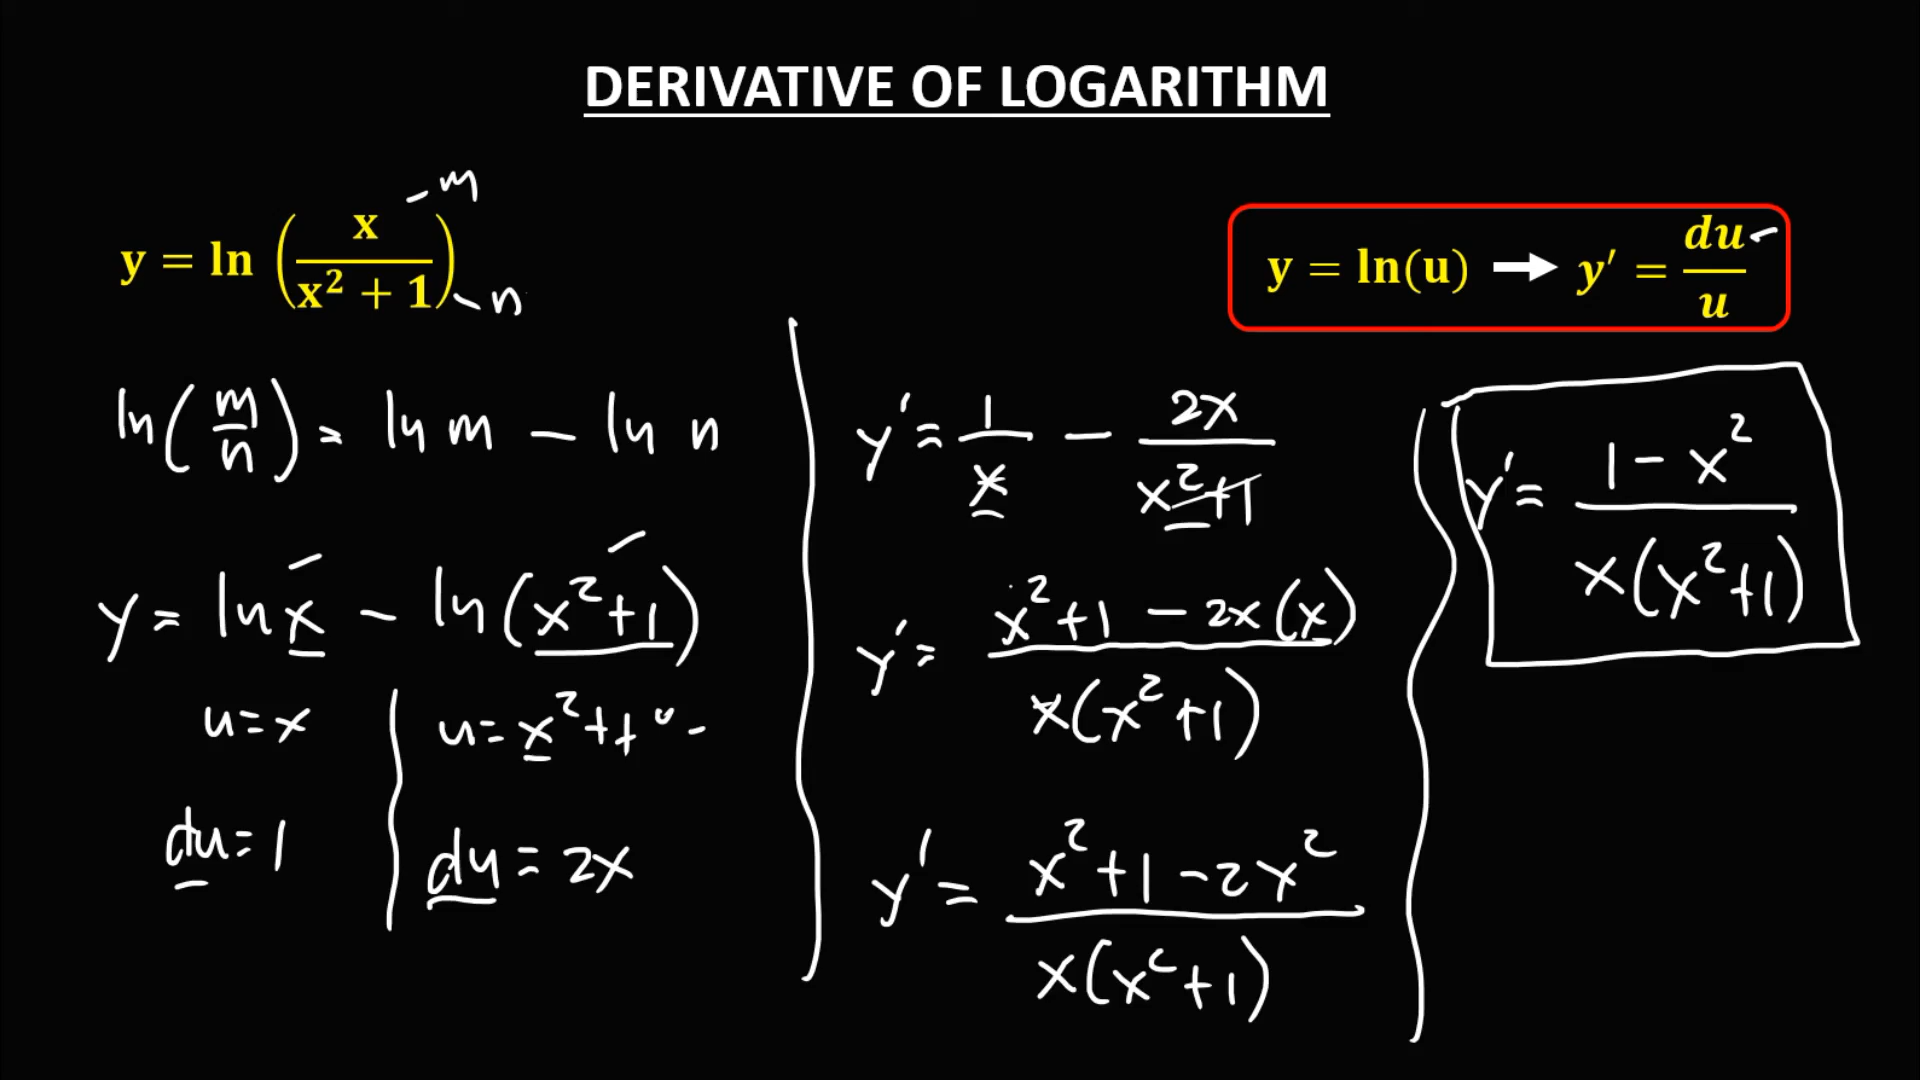 DERIVATIVE OF LOGARITHM
y = ln (x / (x² + 1))
m
n
y = ln(u) → y′ = du/u
ln(m/n) = ln m − ln n
y = ln x − ln(x²+1)
u = x
du = 1
u = x²+1
du = 2x
y′ = 1/x − 2x/(x²+1)
y′ = (x²+1 − 2x(x)) / (x(x²+1))
y′ = (x²+1 − 2x²) / (x(x²+1))
y′ = (1 − x²) / (x(x²+1))